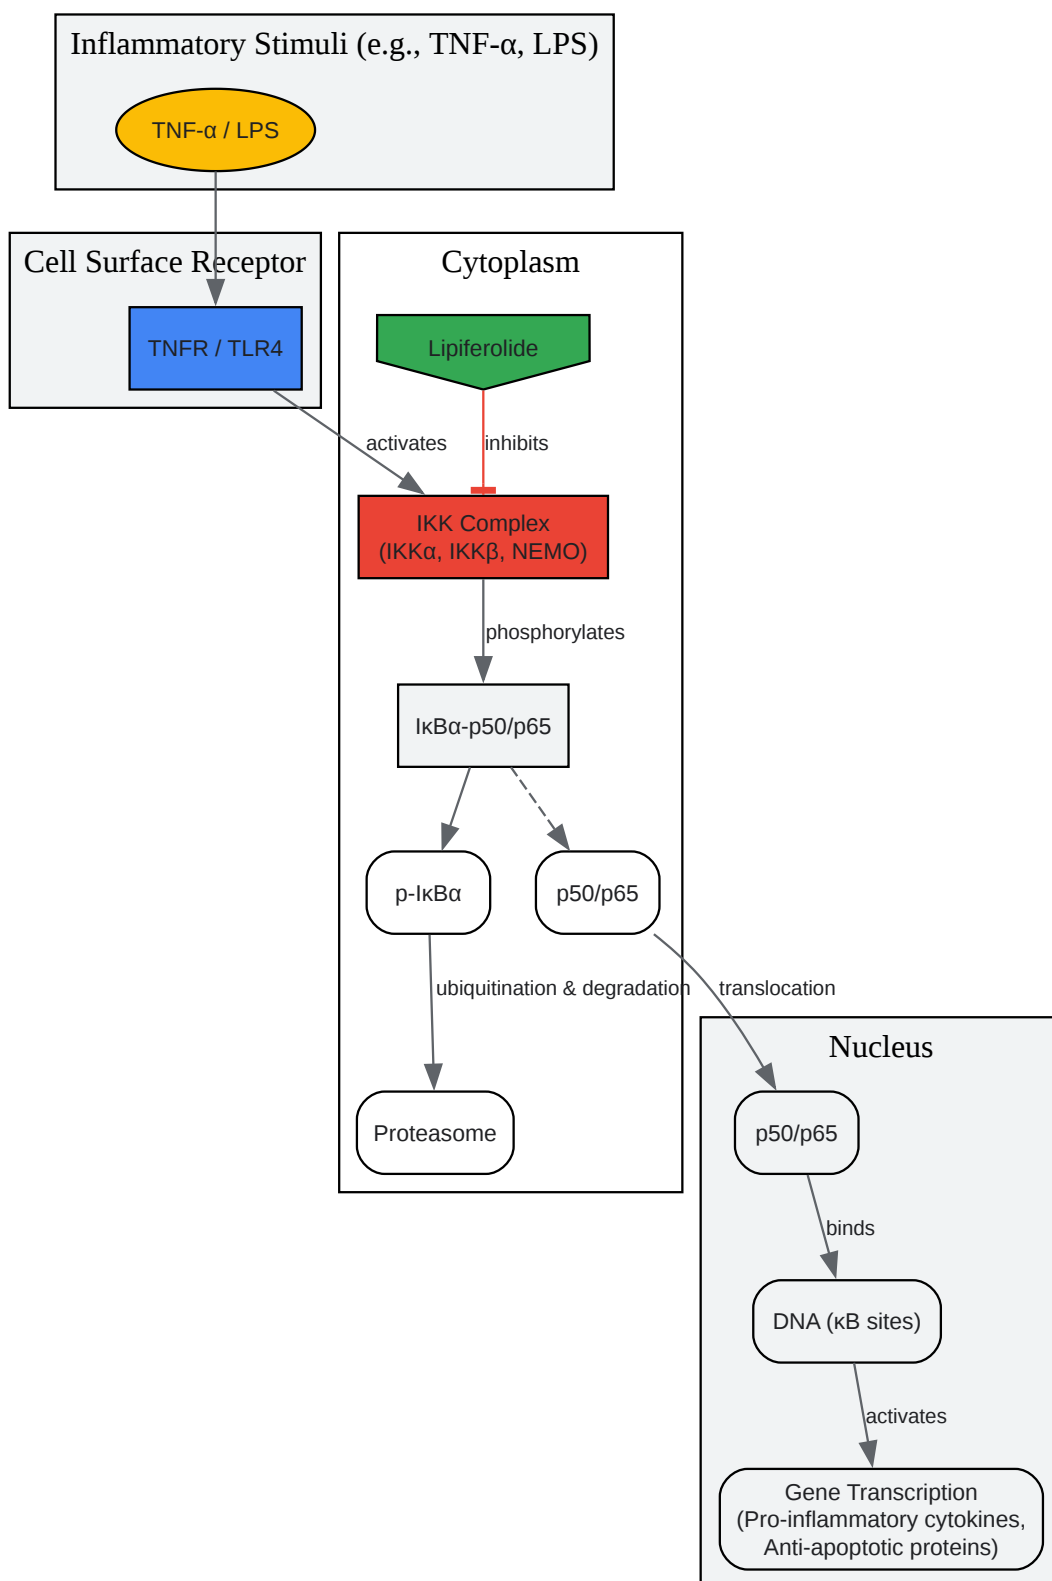 Inflammatory Stimuli (e.g., TNF-α, LPS)
TNF-α / LPS
Cell Surface Receptor
TNFR / TLR4
Cytoplasm
Lipiferolide
activates
inhibits
IKK Complex
(IKKα, IKKβ, NEMO)
phosphorylates
IκBα-p50/p65
p-IκBα
p50/p65
ubiquitination & degradation
translocation
Proteasome
Nucleus
p50/p65
binds
DNA (κB sites)
activates
Gene Transcription
(Pro-inflammatory cytokines,
Anti-apoptotic proteins)